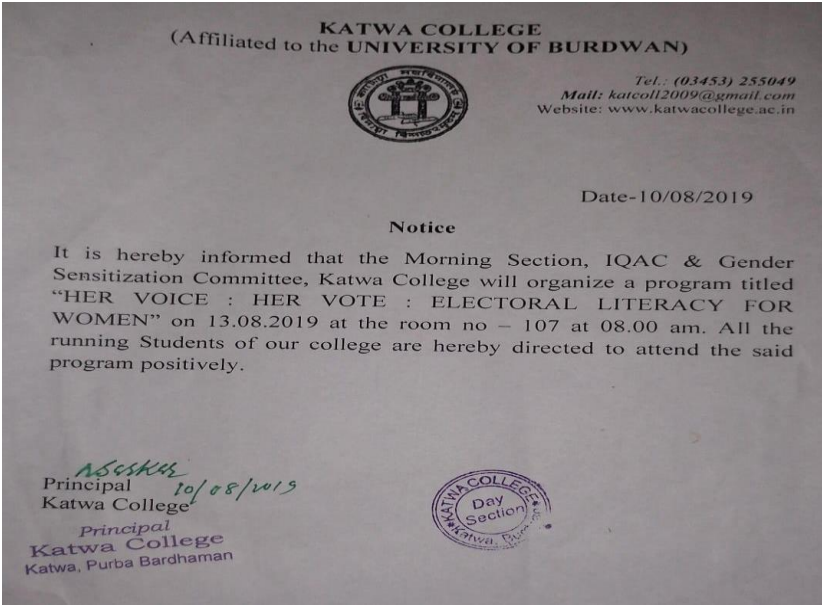 KATWA COLLEGE
(Affiliated to the UNIVERSITY OF BURDWAN)
Tel.: (03453) 255049
Mail: katcoll2009@gmail.com
Website: www.katwacollege.ac.in
Date-10/08/2019
Notice
It is hereby informed that the Morning Section, IQAC & Gender
Sensitization Committee, Katwa College will organize a program titled
“HER VOICE : HER VOTE : ELECTORAL LITERACY FOR
WOMEN” on 13.08.2019 at the room no – 107 at 08.00 am. All the
running Students of our college are hereby directed to attend the said
program positively.
Principal 10/08/2019
Katwa College
Principal
Katwa College
Katwa, Purba Bardhaman
KATWA COLLEGE
Day
Section
Katwa,